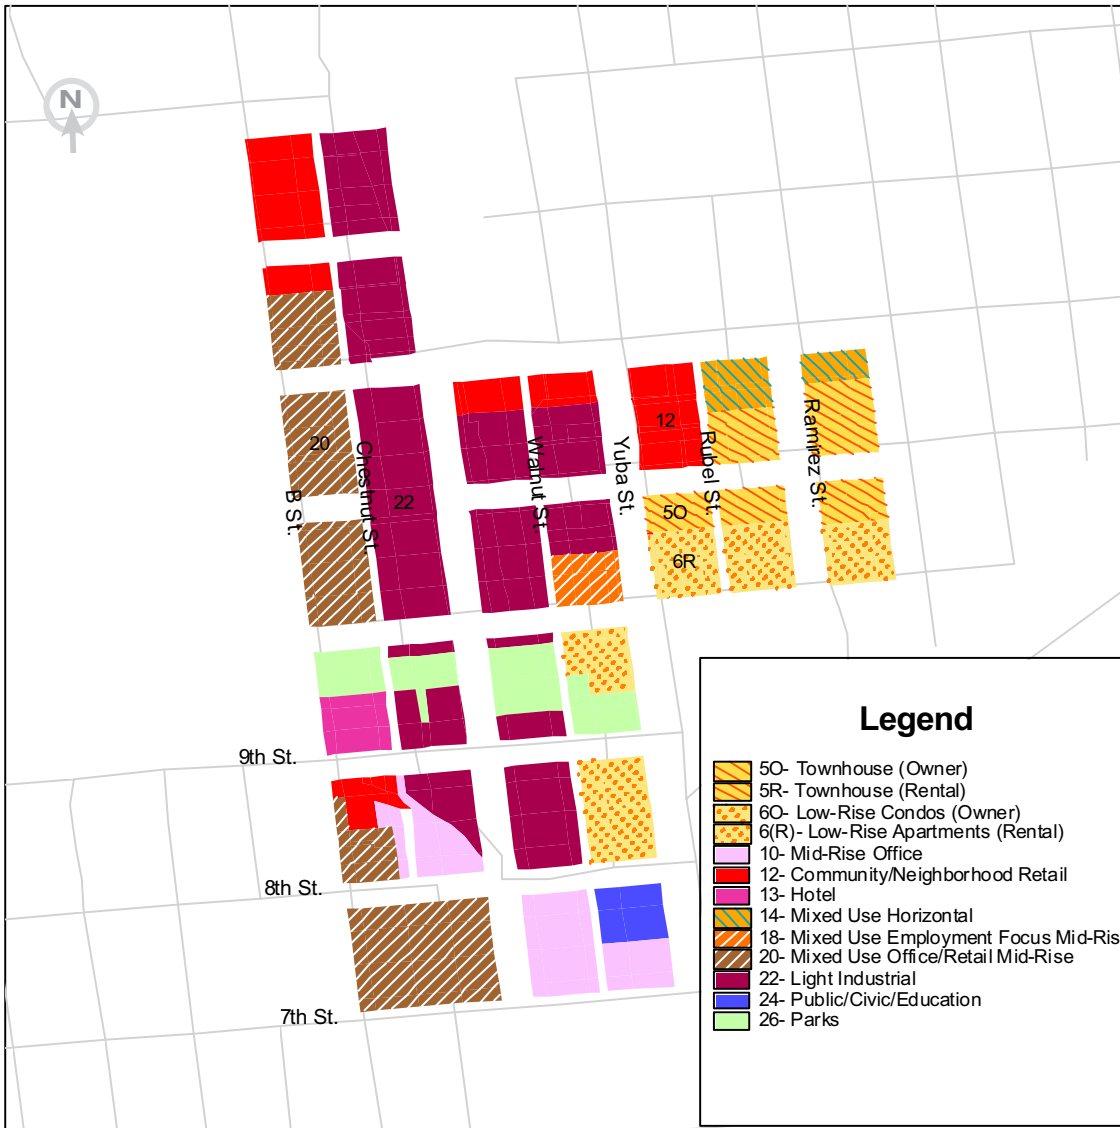 N
20
22
12
5O
6R
B St.
Chestnut St.
Walnut St.
Yuba St.
Rubel St.
Ramirez St.
9th St.
8th St.
7th St.
Legend
5O- Townhouse (Owner)
5R- Townhouse (Rental)
6O- Low-Rise Condos (Owner)
6(R)- Low-Rise Apartments (Rental)
10- Mid-Rise Office
12- Community/Neighborhood Retail
13- Hotel
14- Mixed Use Horizontal
18- Mixed Use Employment Focus Mid-Ris
20- Mixed Use Office/Retail Mid-Rise
22- Light Industrial
24- Public/Civic/Education
26- Parks